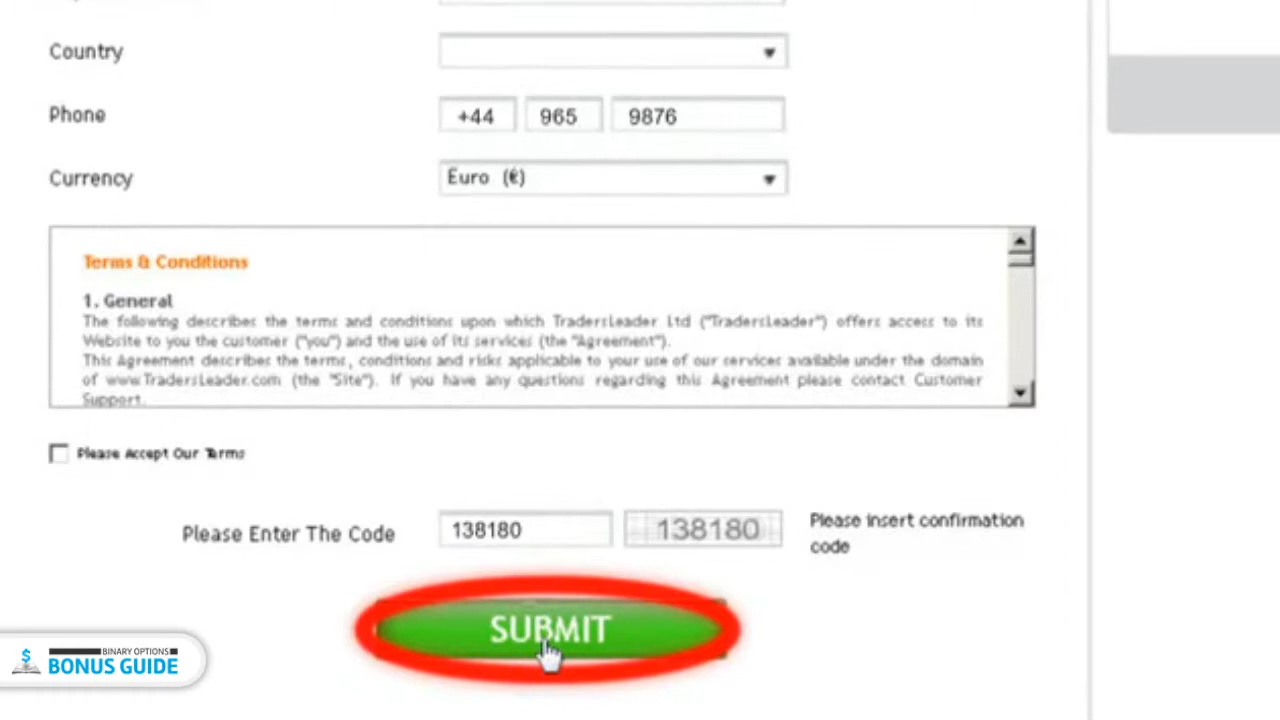 Country
Phone +44 965 9876
Currency Euro (€)
Terms & Conditions
1. General
The following describes the terms and conditions upon which TradersLeader Ltd ("TradersLeader") offers access to its
Website to you the customer ("you") and the use of its services (the "Agreement").
This Agreement describes the terms, conditions and risks applicable to your use of our services available under the domain
of www.TradersLeader.com (the "Site"). If you have any questions regarding this Agreement please contact Customer
Support.
Please Accept Our Terms
Please Enter The Code 138180 138180 Please insert confirmation
code
SUBMIT
BINARY OPTIONS
BONUS GUIDE